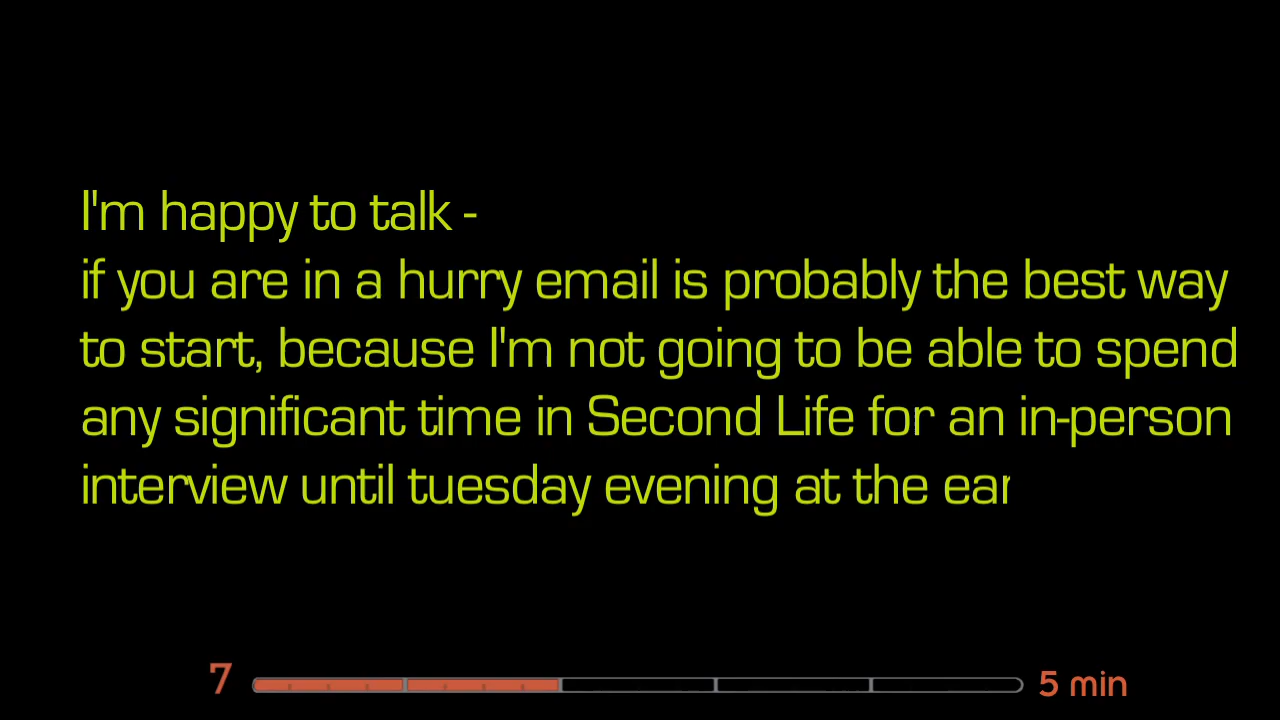 I'm happy to talk -
if you are in a hurry email is probably the best way
to start, because I'm not going to be able to spend
any significant time in Second Life for an in-person
interview until tuesday evening at the ear
7 5 min